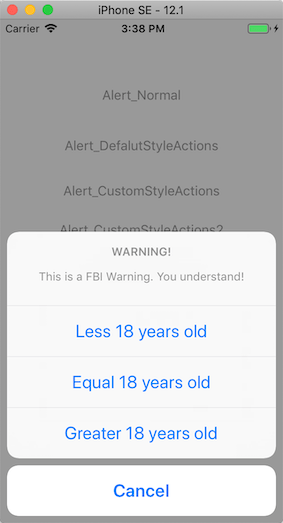 iPhone SE - 12.1
Carrier 3:38 PM
Alert_Normal
Alert_DefalutStyleActions
Alert_CustomStyleActions
Alert_CustomStyleActions2
WARNING!
This is a FBI Warning. You understand!
Less 18 years old
Equal 18 years old
Greater 18 years old
Cancel